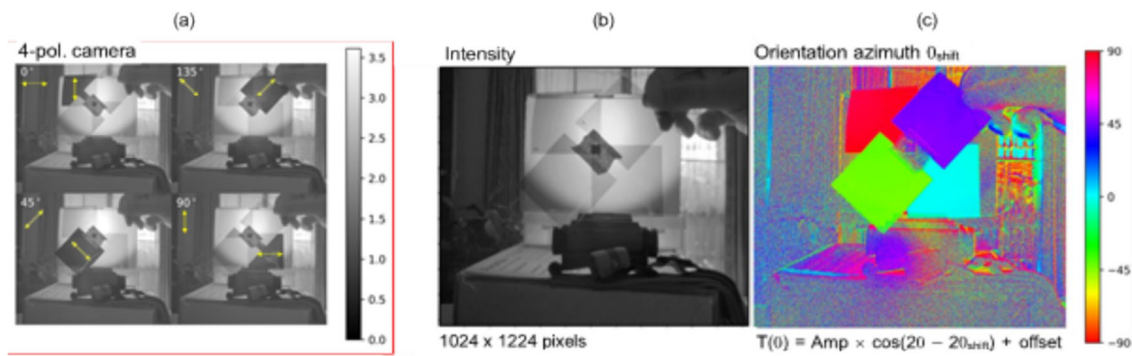 (a)
(b)
(c)
4-pol. camera
Intensity
Orientation azimuth θshift
0°
135°
45°
90°
3.5
3.0
2.5
2.0
1.5
1.0
0.5
0.0
90
45
0
−45
−90
1024 x 1224 pixels
T(θ) = Amp × cos(2θ − 2θshift) + offset